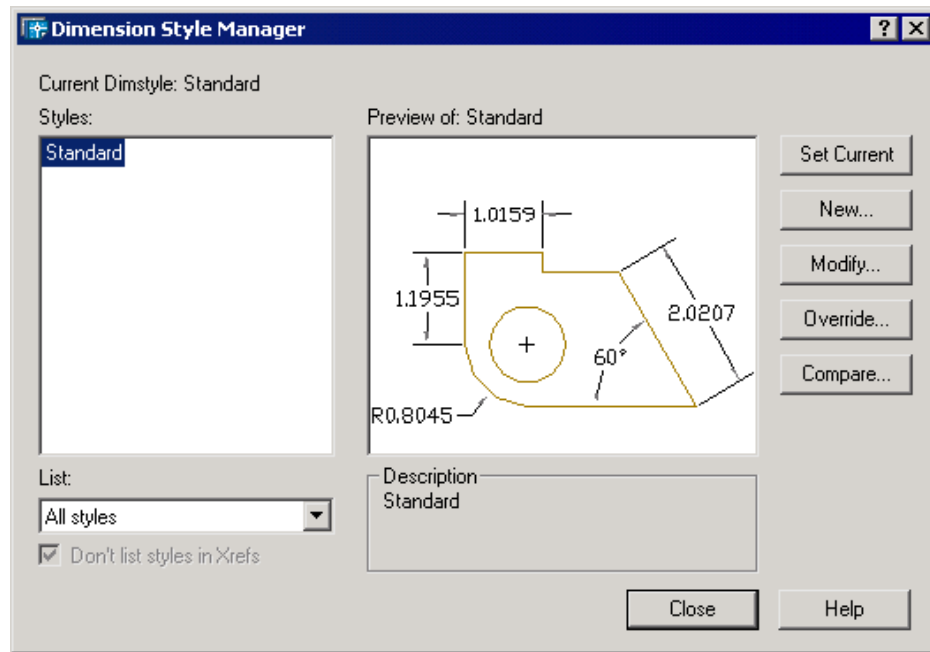 Dimension Style Manager
Current Dimstyle: Standard
Styles:
Standard
List:
All styles
Don't list styles in Xrefs
Preview of: Standard
1.0159
1.1955
2.0207
60°
R0.8045
Description
Standard
Set Current
New...
Modify...
Override...
Compare...
Close
Help